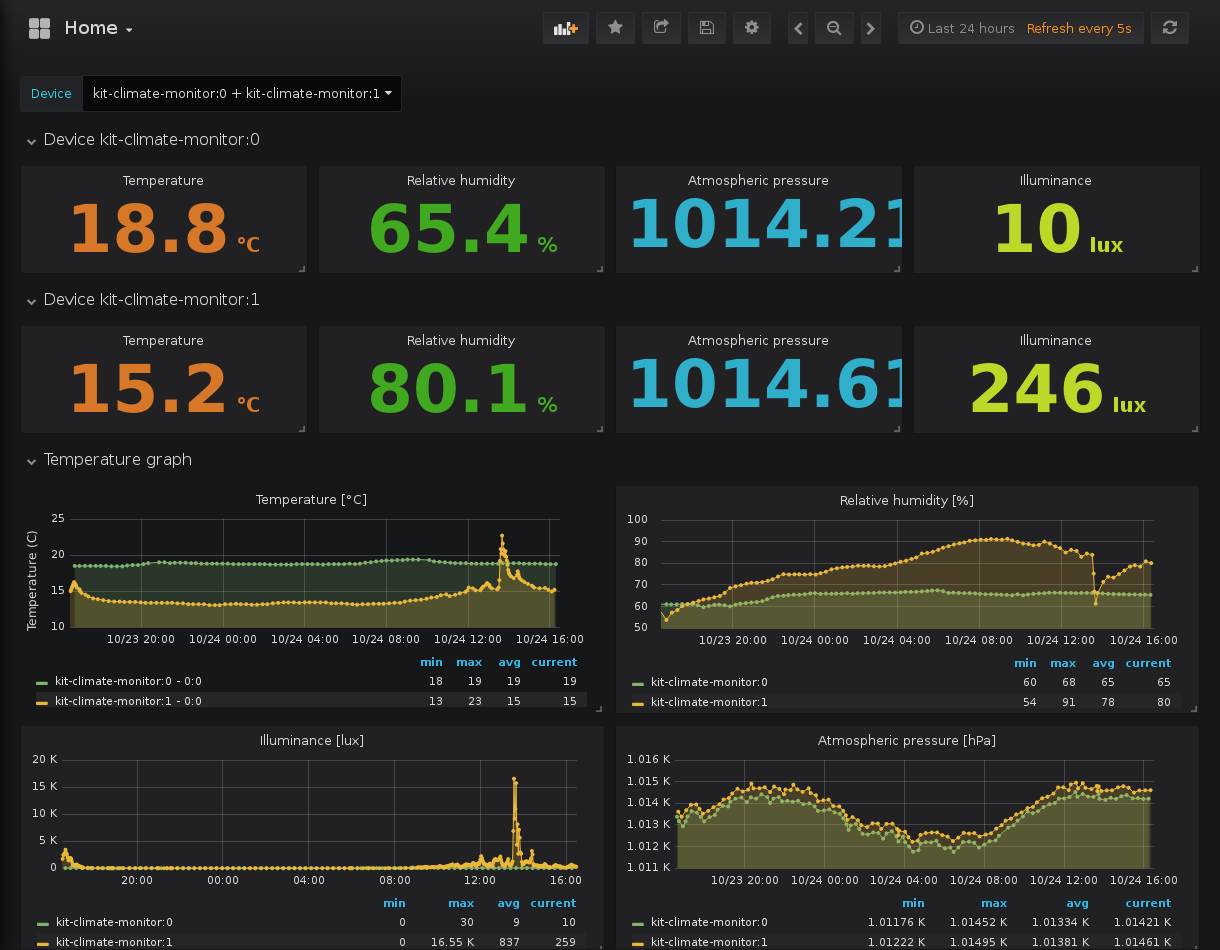 Home
Last 24 hours Refresh every 5s
Device kit-climate-monitor:0 + kit-climate-monitor:1
Device kit-climate-monitor:0
Temperature Relative humidity Atmospheric pressure Illuminance
18.8 °C 65.4 % 1014.21 10 lux
Device kit-climate-monitor:1
Temperature Relative humidity Atmospheric pressure Illuminance
15.2 °C 80.1 % 1014.61 246 lux
Temperature graph
Temperature [°C]
Temperature (C)
25
20
15
10
10/23 20:00 10/24 00:00 10/24 04:00 10/24 08:00 10/24 12:00 10/24 16:00
min max avg current
kit-climate-monitor:0 - 0:0 18 19 19 19
kit-climate-monitor:1 - 0:0 13 23 15 15
Relative humidity [%]
100
90
80
70
60
50
10/23 20:00 10/24 00:00 10/24 04:00 10/24 08:00 10/24 12:00 10/24 16:00
min max avg current
kit-climate-monitor:0 60 68 65 65
kit-climate-monitor:1 54 91 78 80
Illuminance [lux]
20 K
15 K
10 K
5 K
0
20:00 00:00 04:00 08:00 12:00 16:00
min max avg current
kit-climate-monitor:0 0 30 9 10
kit-climate-monitor:1 0 16.55 K 837 259
Atmospheric pressure [hPa]
1.016 K
1.015 K
1.014 K
1.013 K
1.012 K
1.011 K
10/23 20:00 10/24 00:00 10/24 04:00 10/24 08:00 10/24 12:00 10/24 16:00
min max avg current
kit-climate-monitor:0 1.01176 K 1.01452 K 1.01334 K 1.01421 K
kit-climate-monitor:1 1.01222 K 1.01495 K 1.01381 K 1.01461 K